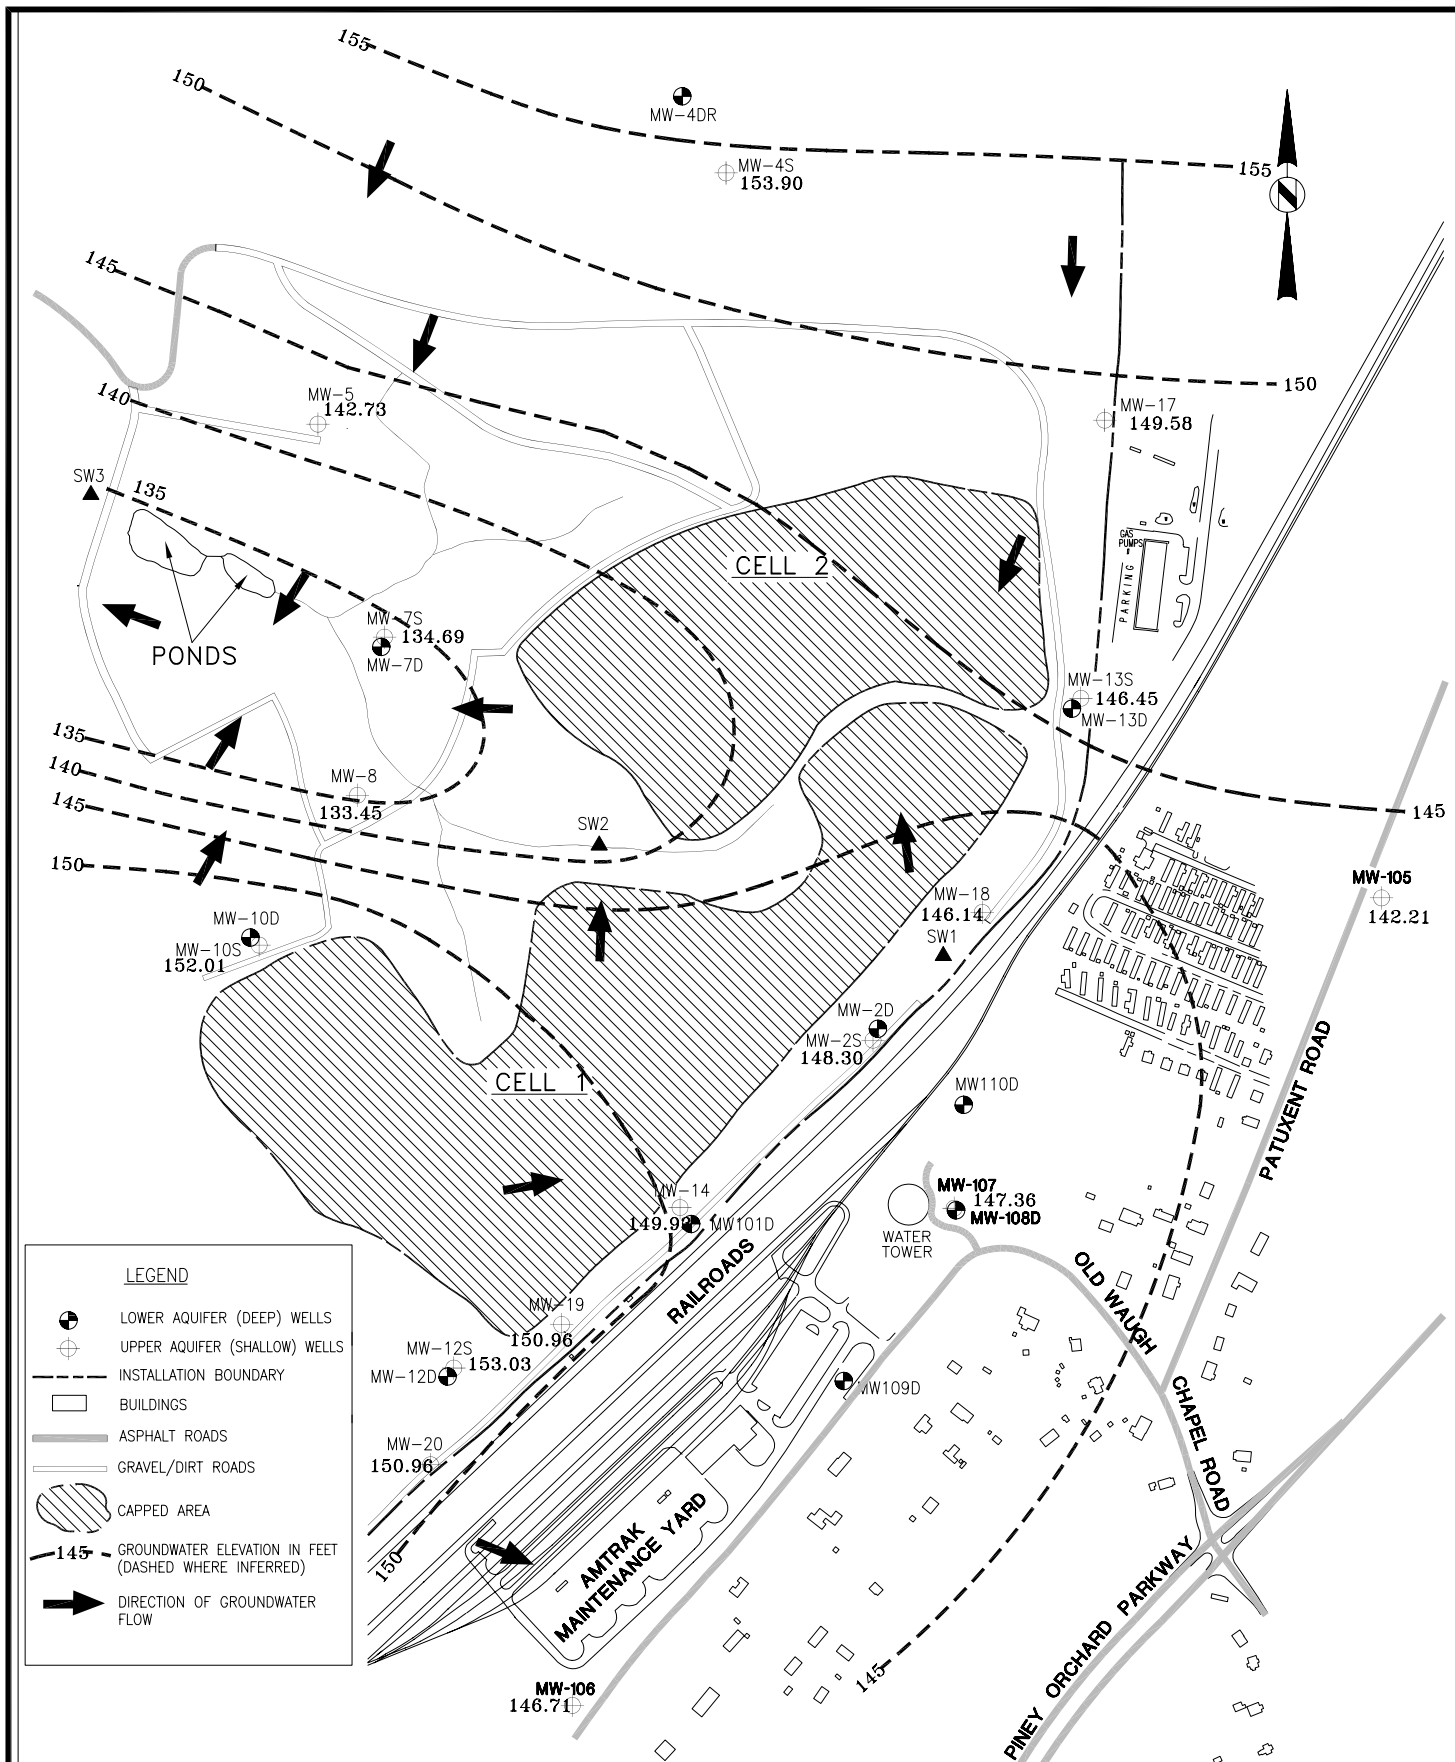 155
150
MW-4DR
MW-4S
153.90
155
145
150
140
MW-5
142.73
MW-17
149.58
SW3
135
GAS
PUMPS
PARKING
CELL 2
MW-7S
134.69
MW-7D
PONDS
MW-13S
146.45
MW-13D
135
140
145
150
MW-8
133.45
SW2
145
MW-105
142.21
MW-18
146.14
SW1
MW-10D
MW-10S
152.01
MW-2D
MW-2S
148.30
CELL 1
MW110D
PATUXENT ROAD
MW-14
149.98
MW101D
MW-107
147.36
MW-108D
WATER
TOWER
RAILROADS
OLD WAUGH
CHAPEL ROAD
LEGEND
LOWER AQUIFER (DEEP) WELLS
UPPER AQUIFER (SHALLOW) WELLS
INSTALLATION BOUNDARY
BUILDINGS
ASPHALT ROADS
GRAVEL/DIRT ROADS
CAPPED AREA
145
GROUNDWATER ELEVATION IN FEET
(DASHED WHERE INFERRED)
DIRECTION OF GROUNDWATER
FLOW
MW-19
150.96
MW-12S
153.03
MW-12D
MW109D
MW-20
150.96
150
AMTRAK
MAINTENANCE YARD
PINEY ORCHARD PARKWAY
145
MW-106
146.71